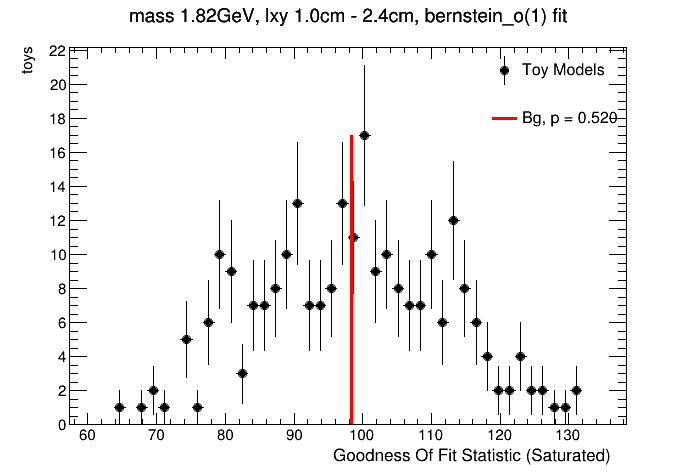 mass 1.82GeV, lxy 1.0cm - 2.4cm, bernstein_o(1) fit
toys
22
20
18
16
14
12
10
8
6
4
2
0
Toy Models
Bg, p = 0.520
60 70 80 90 100 110 120 130
Goodness Of Fit Statistic (Saturated)